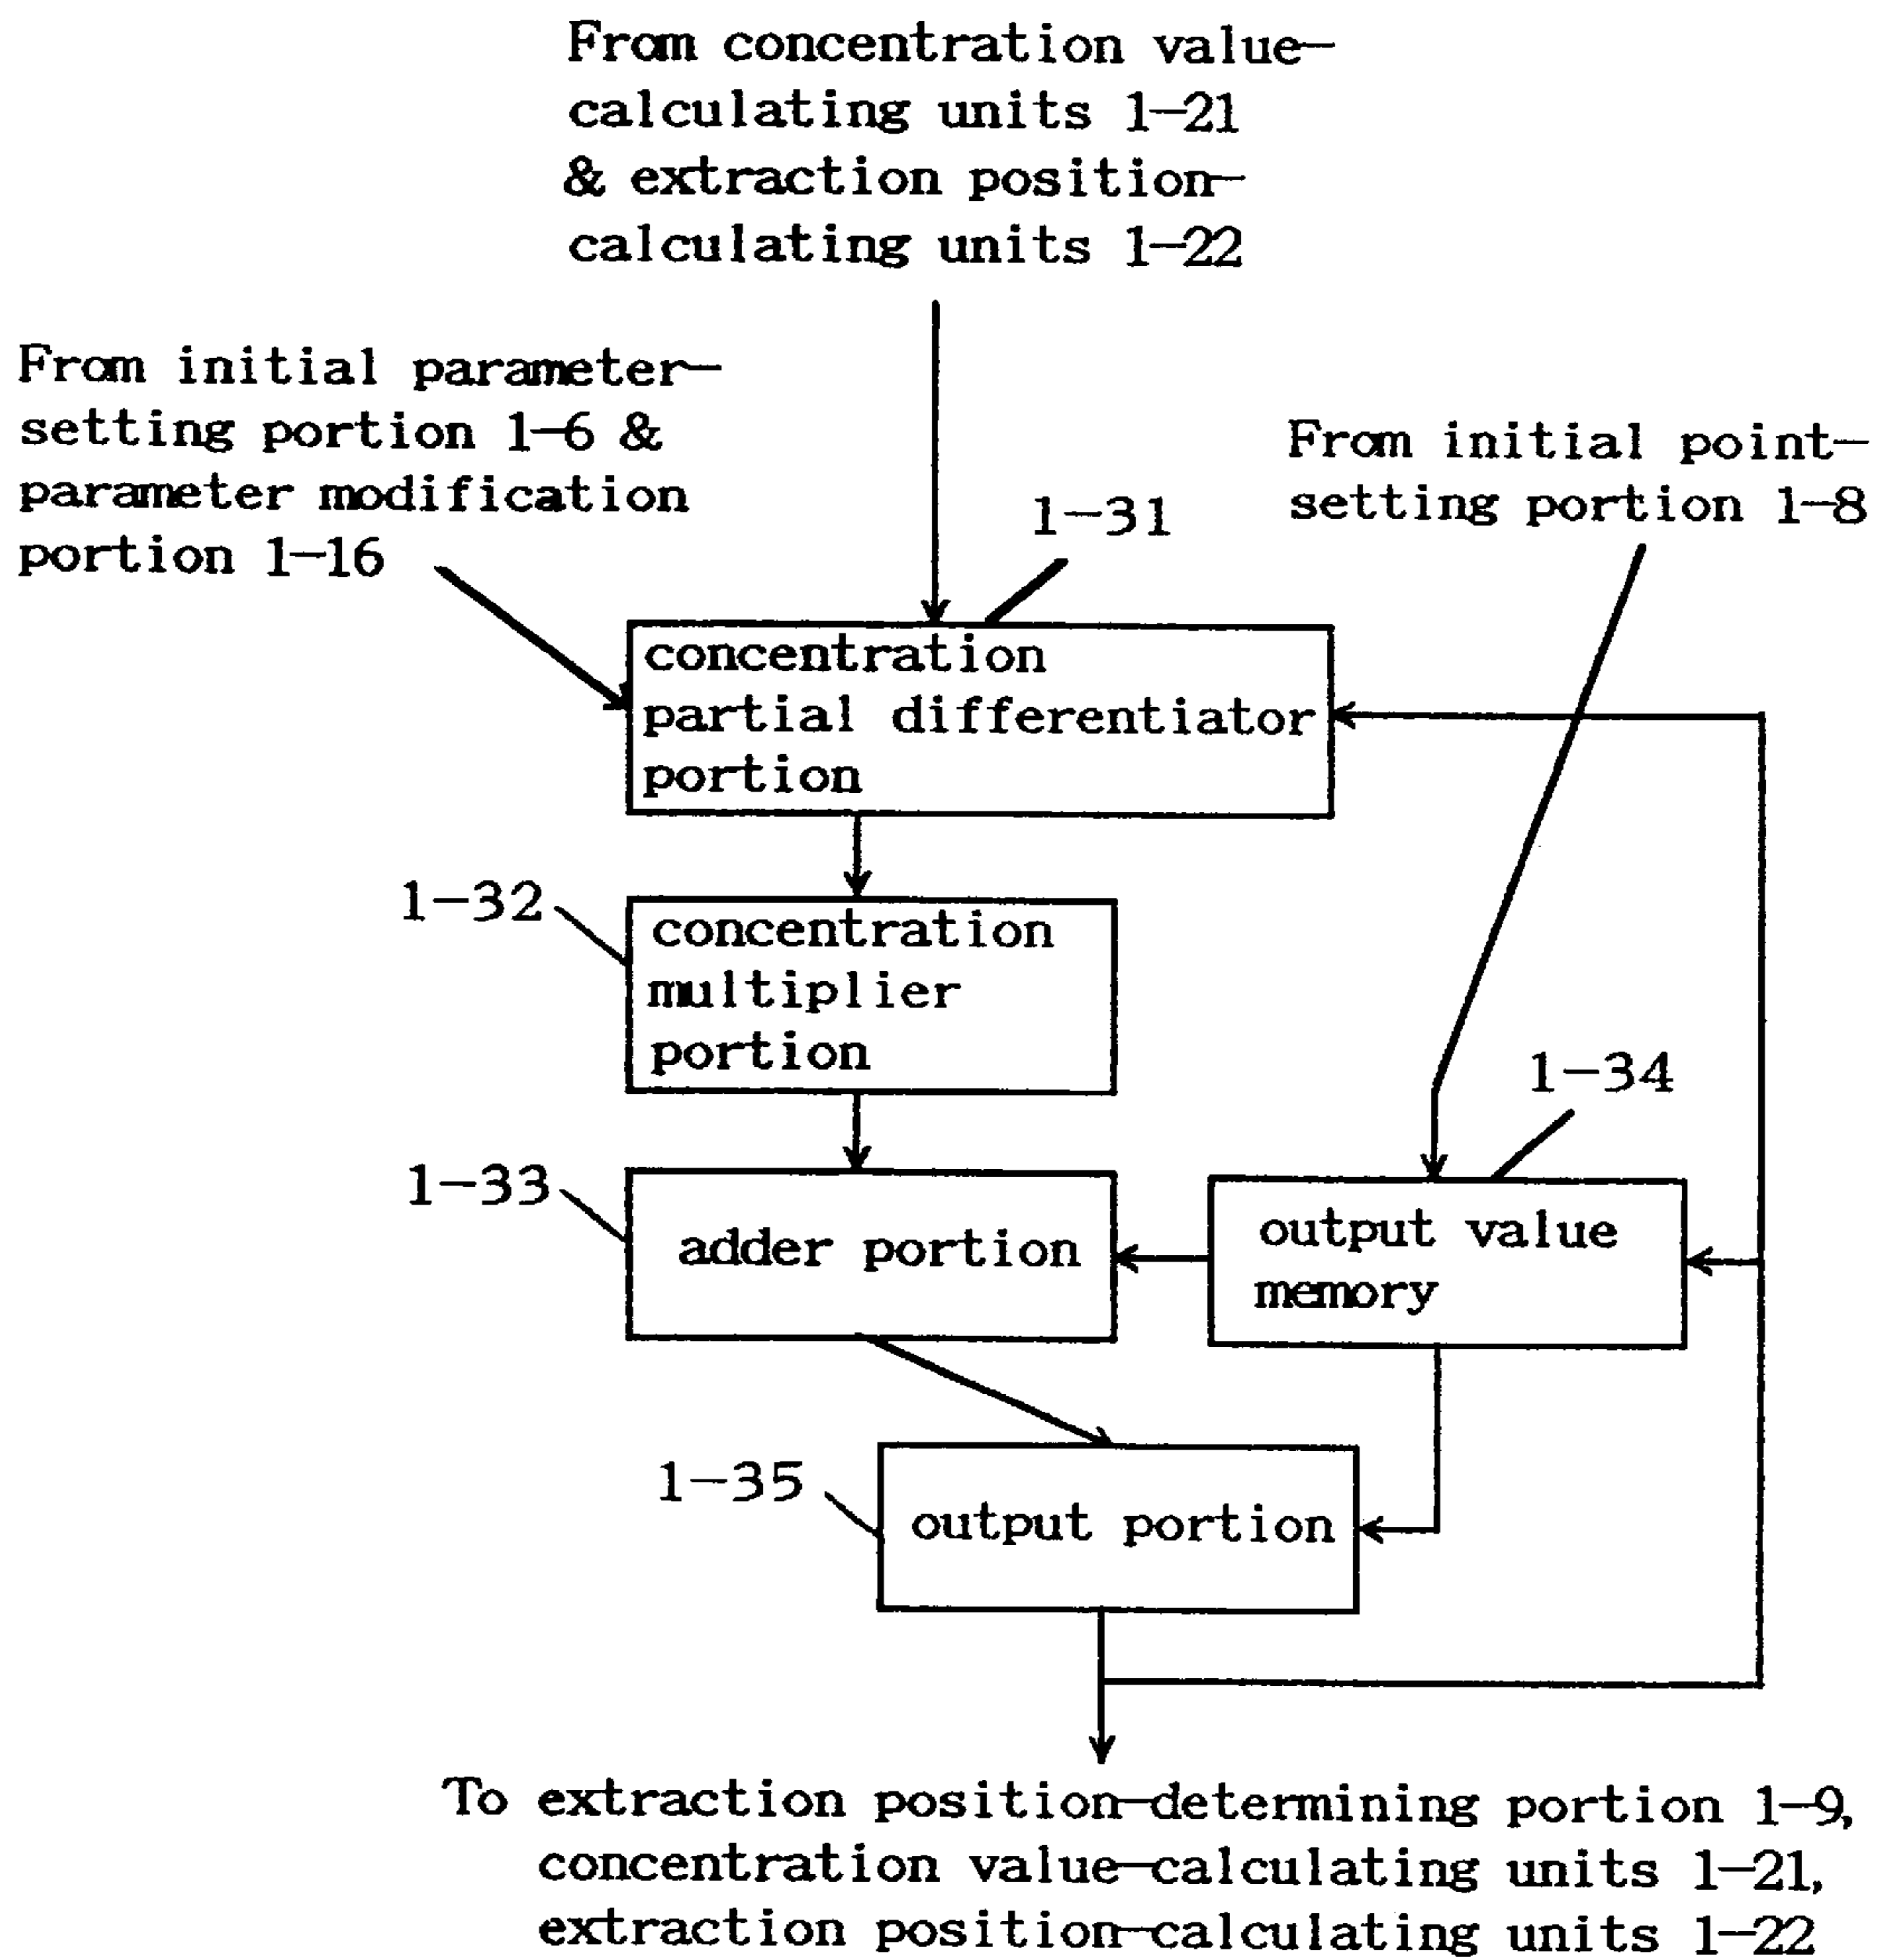 From concentration value-
calculating units 1-21
& extraction position-
calculating units 1-22
From initial parameter-
setting portion 1-6 &
parameter modification
portion 1-16
From initial point-
setting portion 1-8
1-31
concentration
partial differentiator
portion
1-32
concentration
multiplier
portion
1-34
1-33
adder portion
output value
memory
1-35
output portion
To extraction position-determining portion 1-9,
concentration value-calculating units 1-21,
extraction position-calculating units 1-22